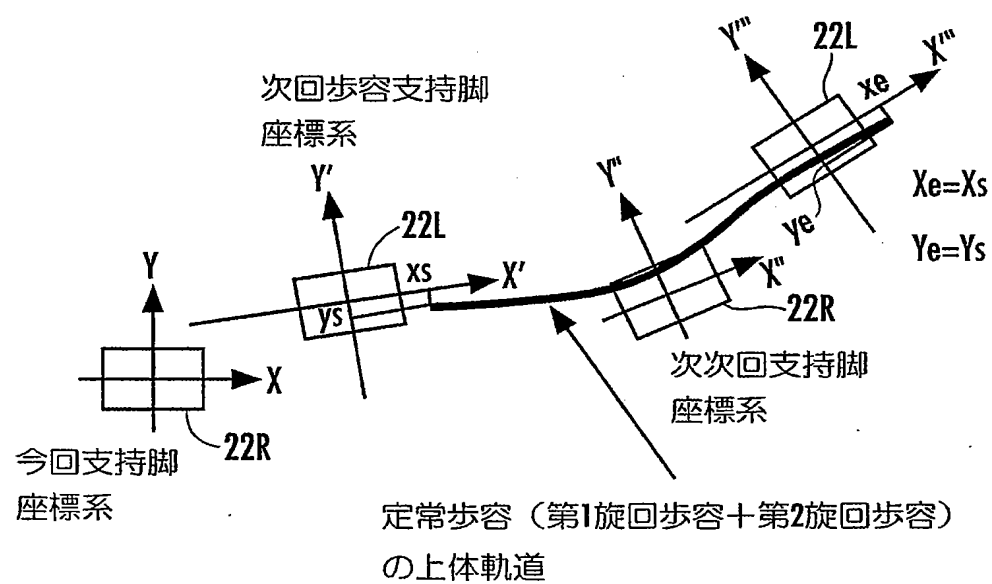 Y'''
22L
X'''
xe
次回歩容支持脚
座標系
Y'
22L
Y''
Xe=Xs
ye
Ye=Ys
Y
xs
X'
X''
ys
22R
X
次次回支持脚
座標系
22R
今回支持脚
座標系
定常歩容（第1旋回歩容＋第2旋回歩容）
の上体軌道